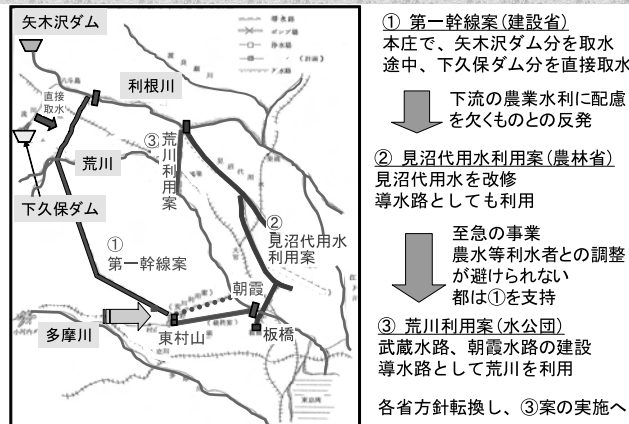 矢木沢ダム
利根川
直接
取水
③
荒川利用案
荒川
下久保ダム
①
第一幹線案
②
見沼代用水
利用案
朝霞
多摩川
東村山
板橋
① 第一幹線案(建設省)
本庄で、矢木沢ダム分を取水
途中、下久保ダム分を直接取水
下流の農業水利に配慮
を欠くものとの反発
② 見沼代用水利用案(農林省)
見沼代用水を改修
導水路としても利用
至急の事業
農水等利水者との調整
が避けられない
都は①を支持
③ 荒川利用案(水公団)
武蔵水路、朝霞水路の建設
導水路として荒川を利用
各省方針転換し、③案の実施へ